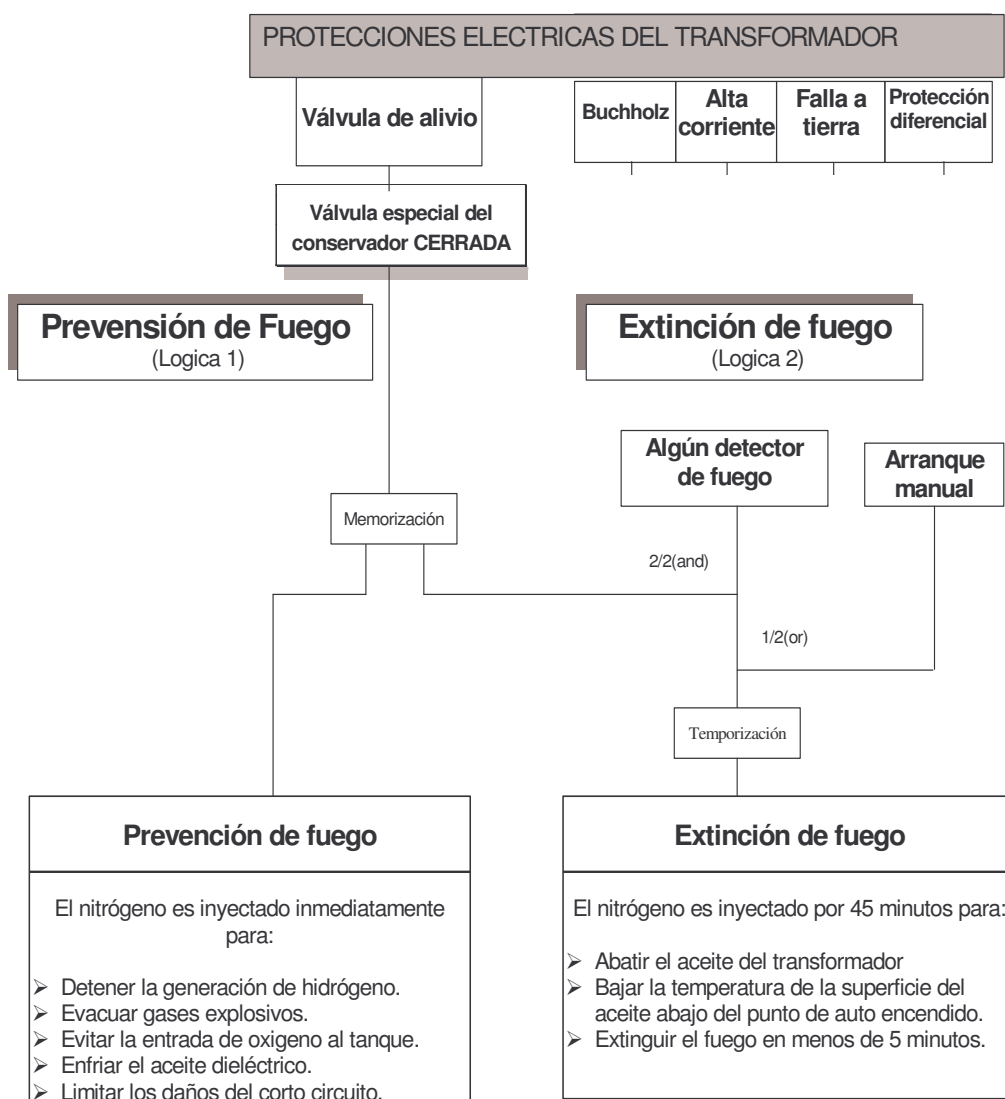 PROTECCIONES ELECTRICAS DEL TRANSFORMADOR
Válvula de alivio
Buchholz
Alta
corriente
Falla a
tierra
Protección
diferencial
Válvula especial del
conservador CERRADA
Prevensión de Fuego
(Logica 1)
Extinción de fuego
(Logica 2)
Algún detector
de fuego
Arranque
manual
Memorización
2/2(and)
1/2(or)
Temporización
Prevención de fuego
El nitrógeno es inyectado inmediatamente
para:
➢ Detener la generación de hidrógeno.
➢ Evacuar gases explosivos.
➢ Evitar la entrada de oxigeno al tanque.
➢ Enfriar el aceite dieléctrico.
➢ Limitar los daños del corto circuito.
Extinción de fuego
El nitrógeno es inyectado por 45 minutos para:
➢ Abatir el aceite del transformador
➢ Bajar la temperatura de la superficie del
aceite abajo del punto de auto encendido.
➢ Extinguir el fuego en menos de 5 minutos.